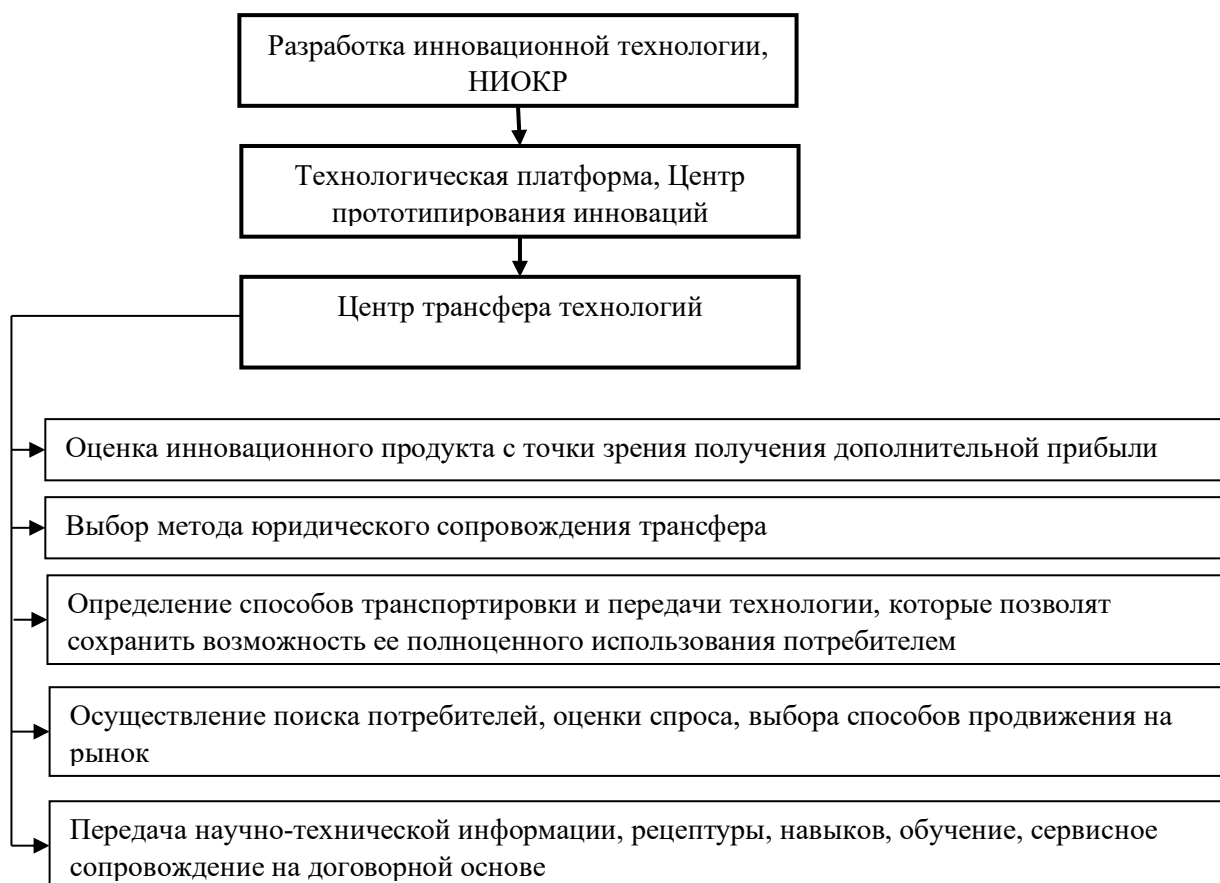 Разработка инновационной технологии,
НИОКР
Технологическая платформа, Центр
прототипирования инноваций
Центр трансфера технологий
Оценка инновационного продукта с точки зрения получения дополнительной прибыли
Выбор метода юридического сопровождения трансфера
Определение способов транспортировки и передачи технологии, которые позволят
сохранить возможность ее полноценного использования потребителем
Осуществление поиска потребителей, оценки спроса, выбора способов продвижения на
рынок
Передача научно-технической информации, рецептуры, навыков, обучение, сервисное
сопровождение на договорной основе